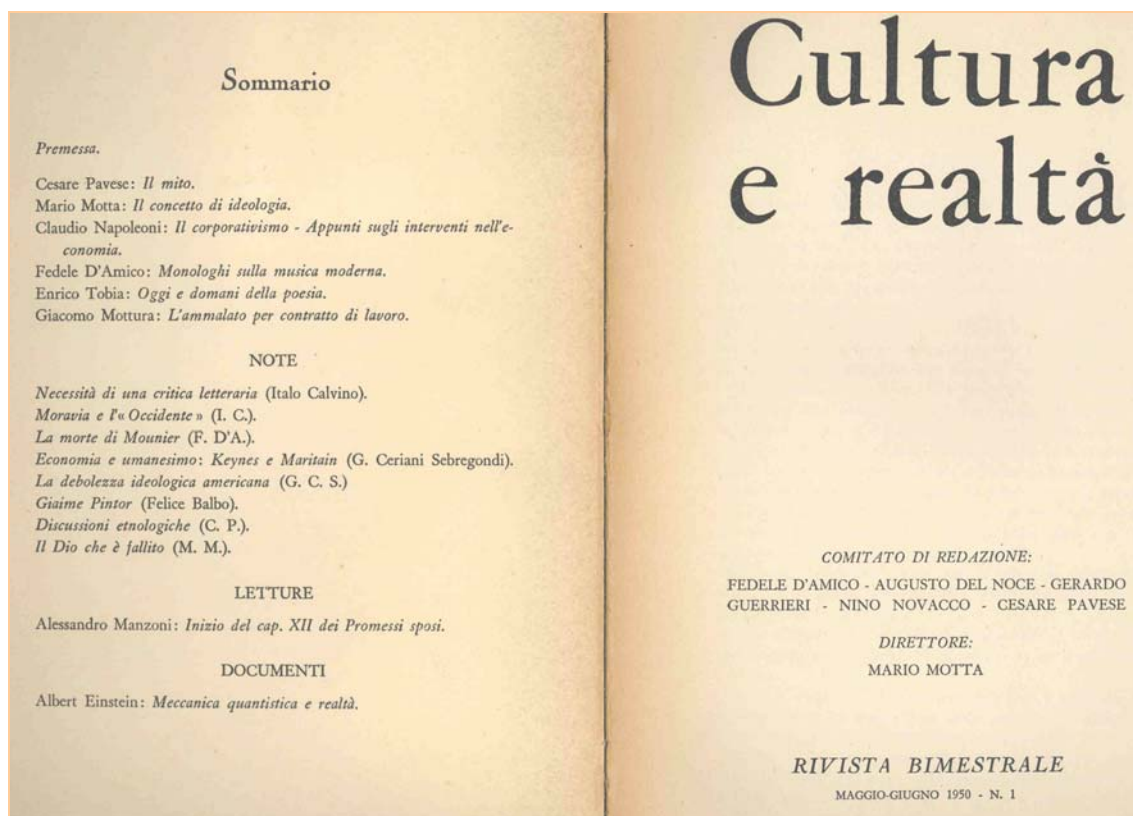 Sommario
Premessa.
Cesare Pavese: Il mito.
Mario Motta: Il concetto di ideologia.
Claudio Napoleoni: Il corporativismo - Appunti sugli interventi nell'e-
conomia.
Fedele D'Amico: Monologhi sulla musica moderna.
Enrico Tobia: Oggi e domani della poesia.
Giacomo Mottura: L'ammalato per contratto di lavoro.
NOTE
Necessità di una critica letteraria (Italo Calvino).
Moravia e l'« Occidente » (I. C.).
La morte di Mounier (F. D'A.).
Economia e umanesimo: Keynes e Maritain (G. Ceriani Sebregondi).
La debolezza ideologica americana (G. C. S.)
Giaime Pintor (Felice Balbo).
Discussioni etnologiche (C. P.).
Il Dio che è fallito (M. M.).
LETTURE
Alessandro Manzoni: Inizio del cap. XII dei Promessi sposi.
DOCUMENTI
Albert Einstein: Meccanica quantistica e realtà.
Cultura
e realtà
COMITATO DI REDAZIONE:
FEDELE D'AMICO - AUGUSTO DEL NOCE - GERARDO
GUERRIERI - NINO NOVACCO - CESARE PAVESE
DIRETTORE:
MARIO MOTTA
RIVISTA BIMESTRALE
MAGGIO-GIUGNO 1950 - N. 1